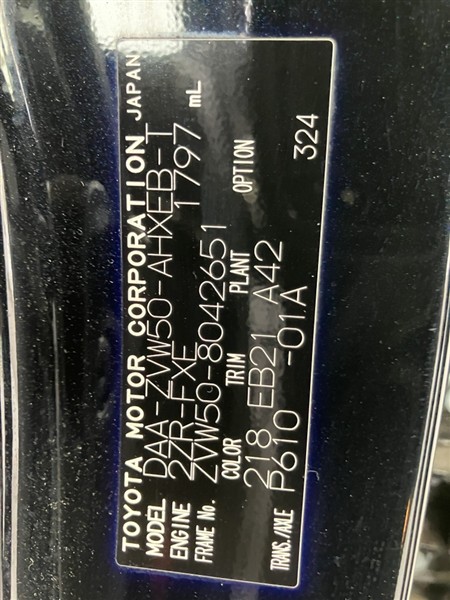 TOYOTA MOTOR CORPORATION JAPAN
MODEL DAA-ZVW50-AHXEB-T
ENGINE 2ZR-FXE 1797 mL
FRAME No. ZVW50-8042651
COLOR TRIM PLANT OPTION
218 EB21 A42
TRANS./AXLE P610 -01A 324